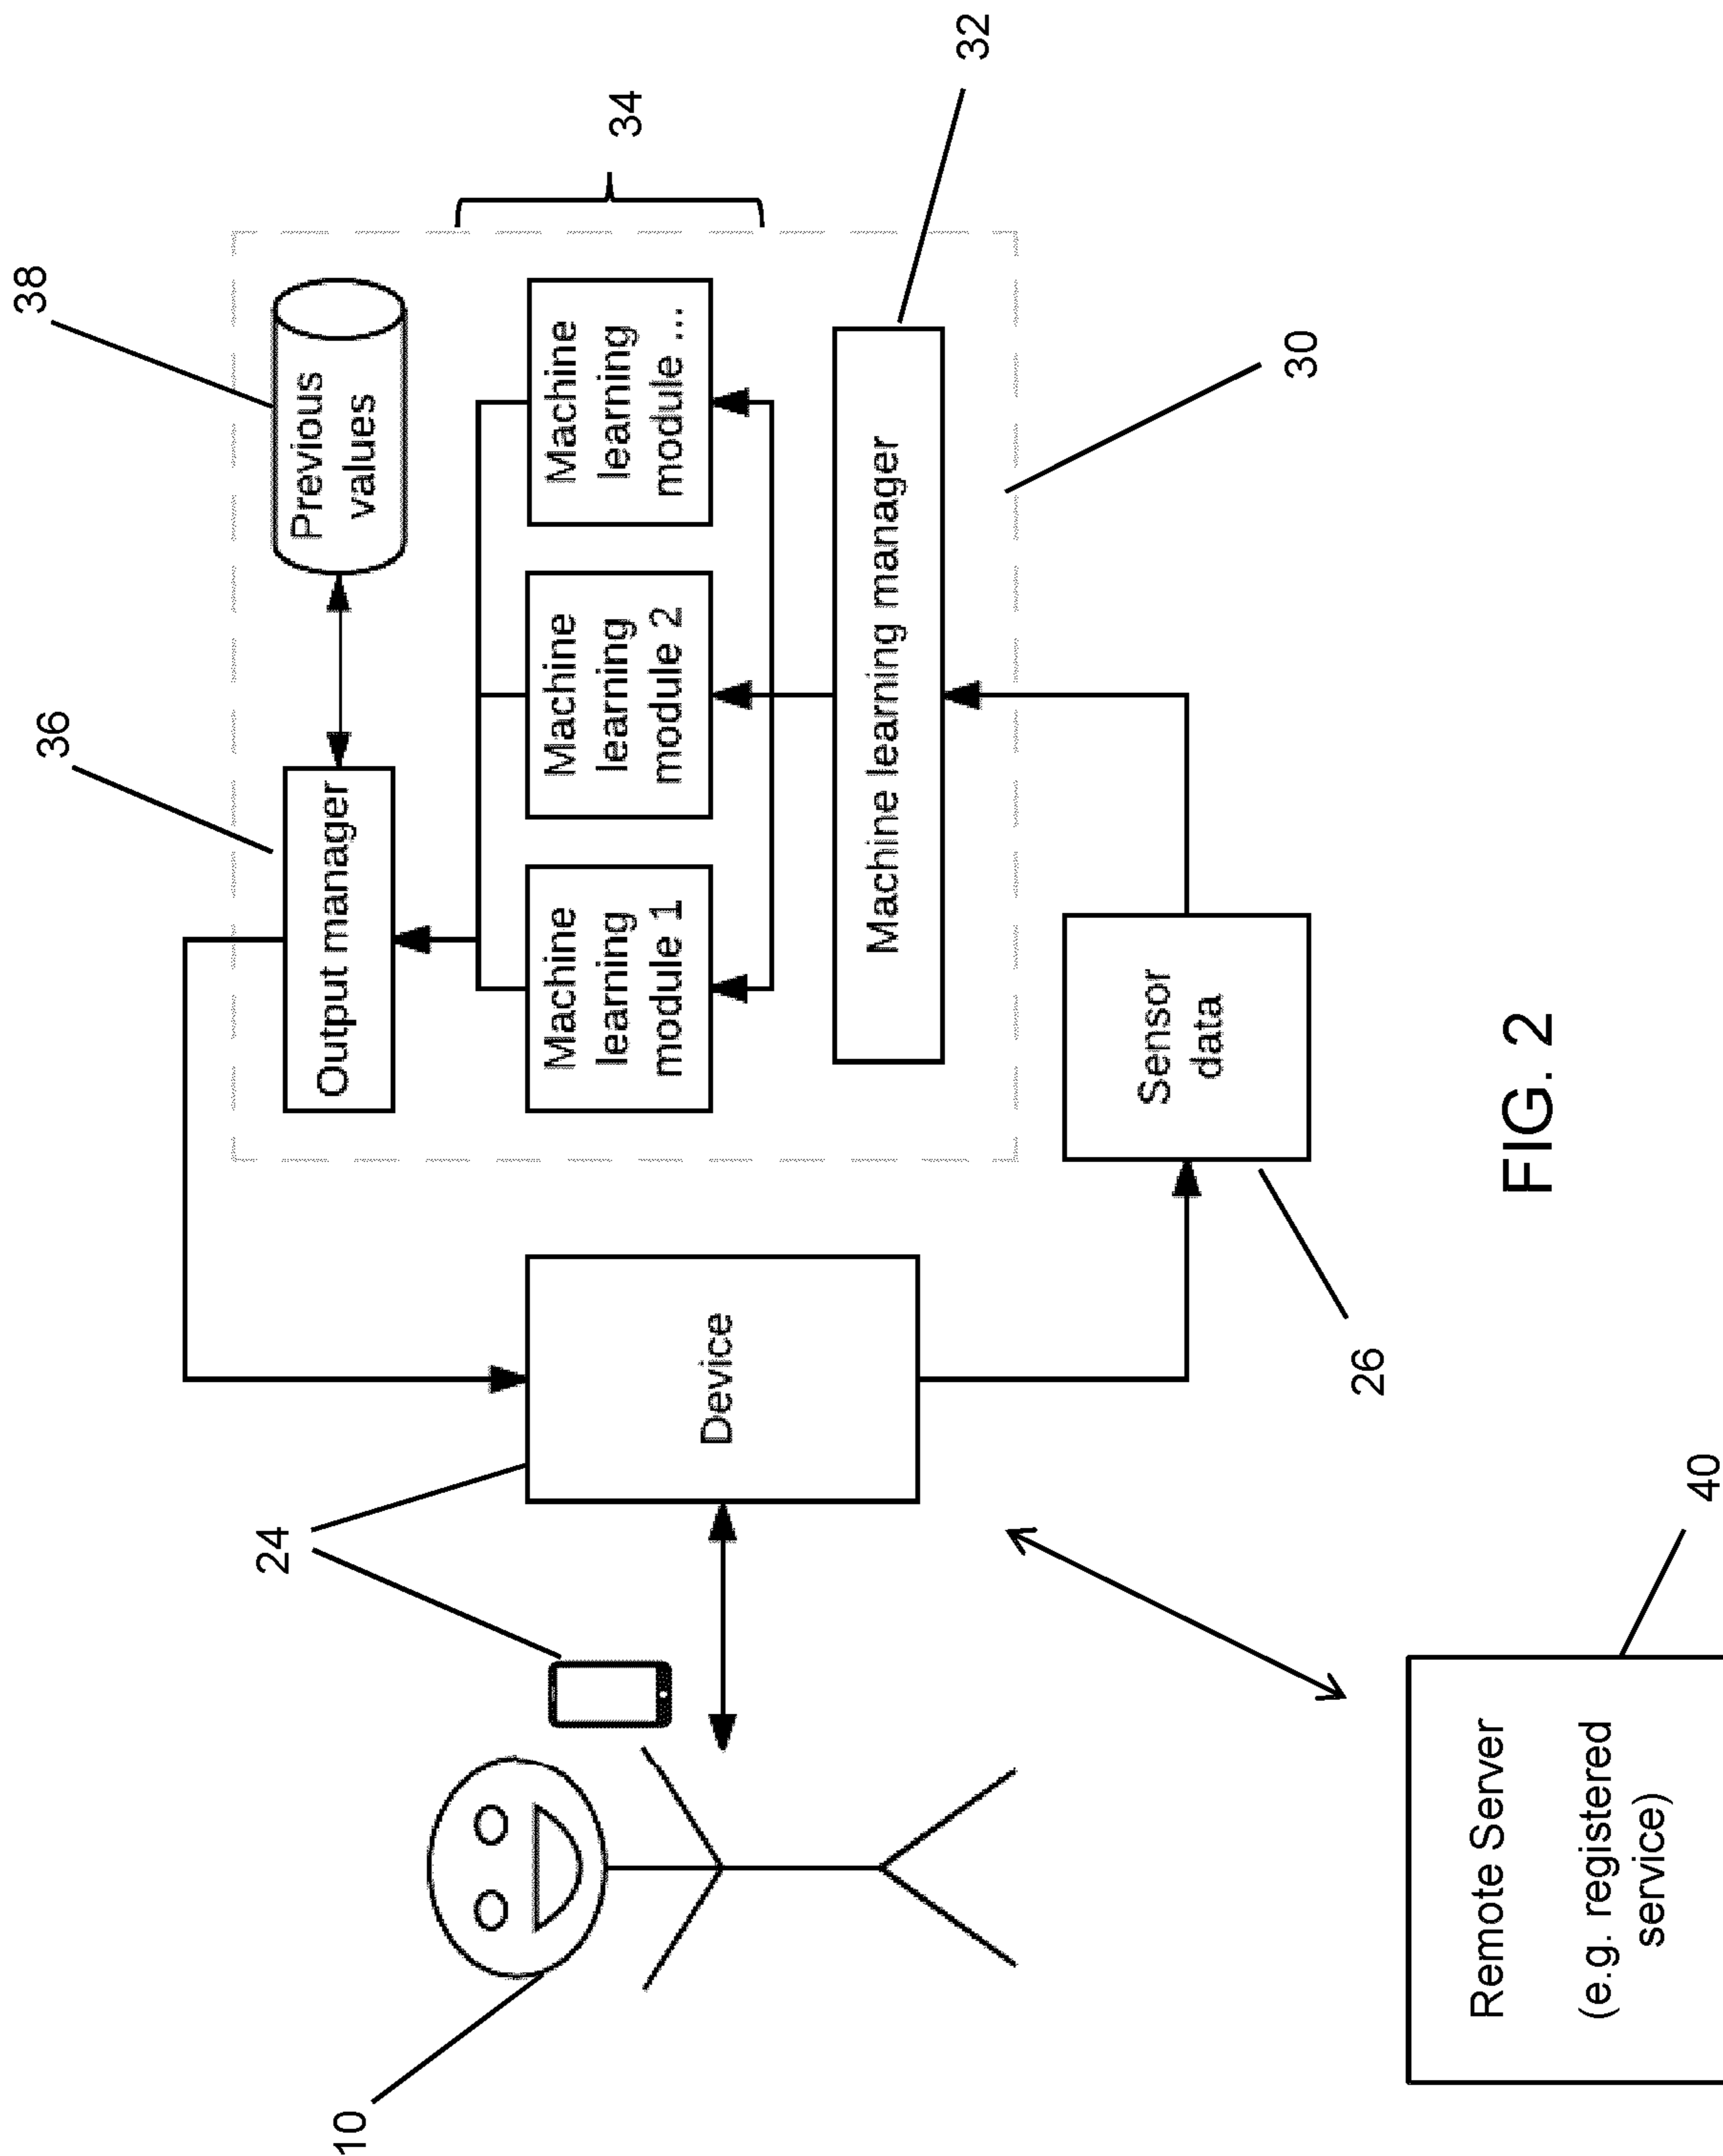 10
24
36
38
34
Output manager
Previous
values
Machine
learning
module 1
Machine
learning
module 2
Machine
learning
module ...
Machine learning manager
32
30
Device
Sensor
data
26
Remote Server
(e.g. registered
service)
40
FIG. 2